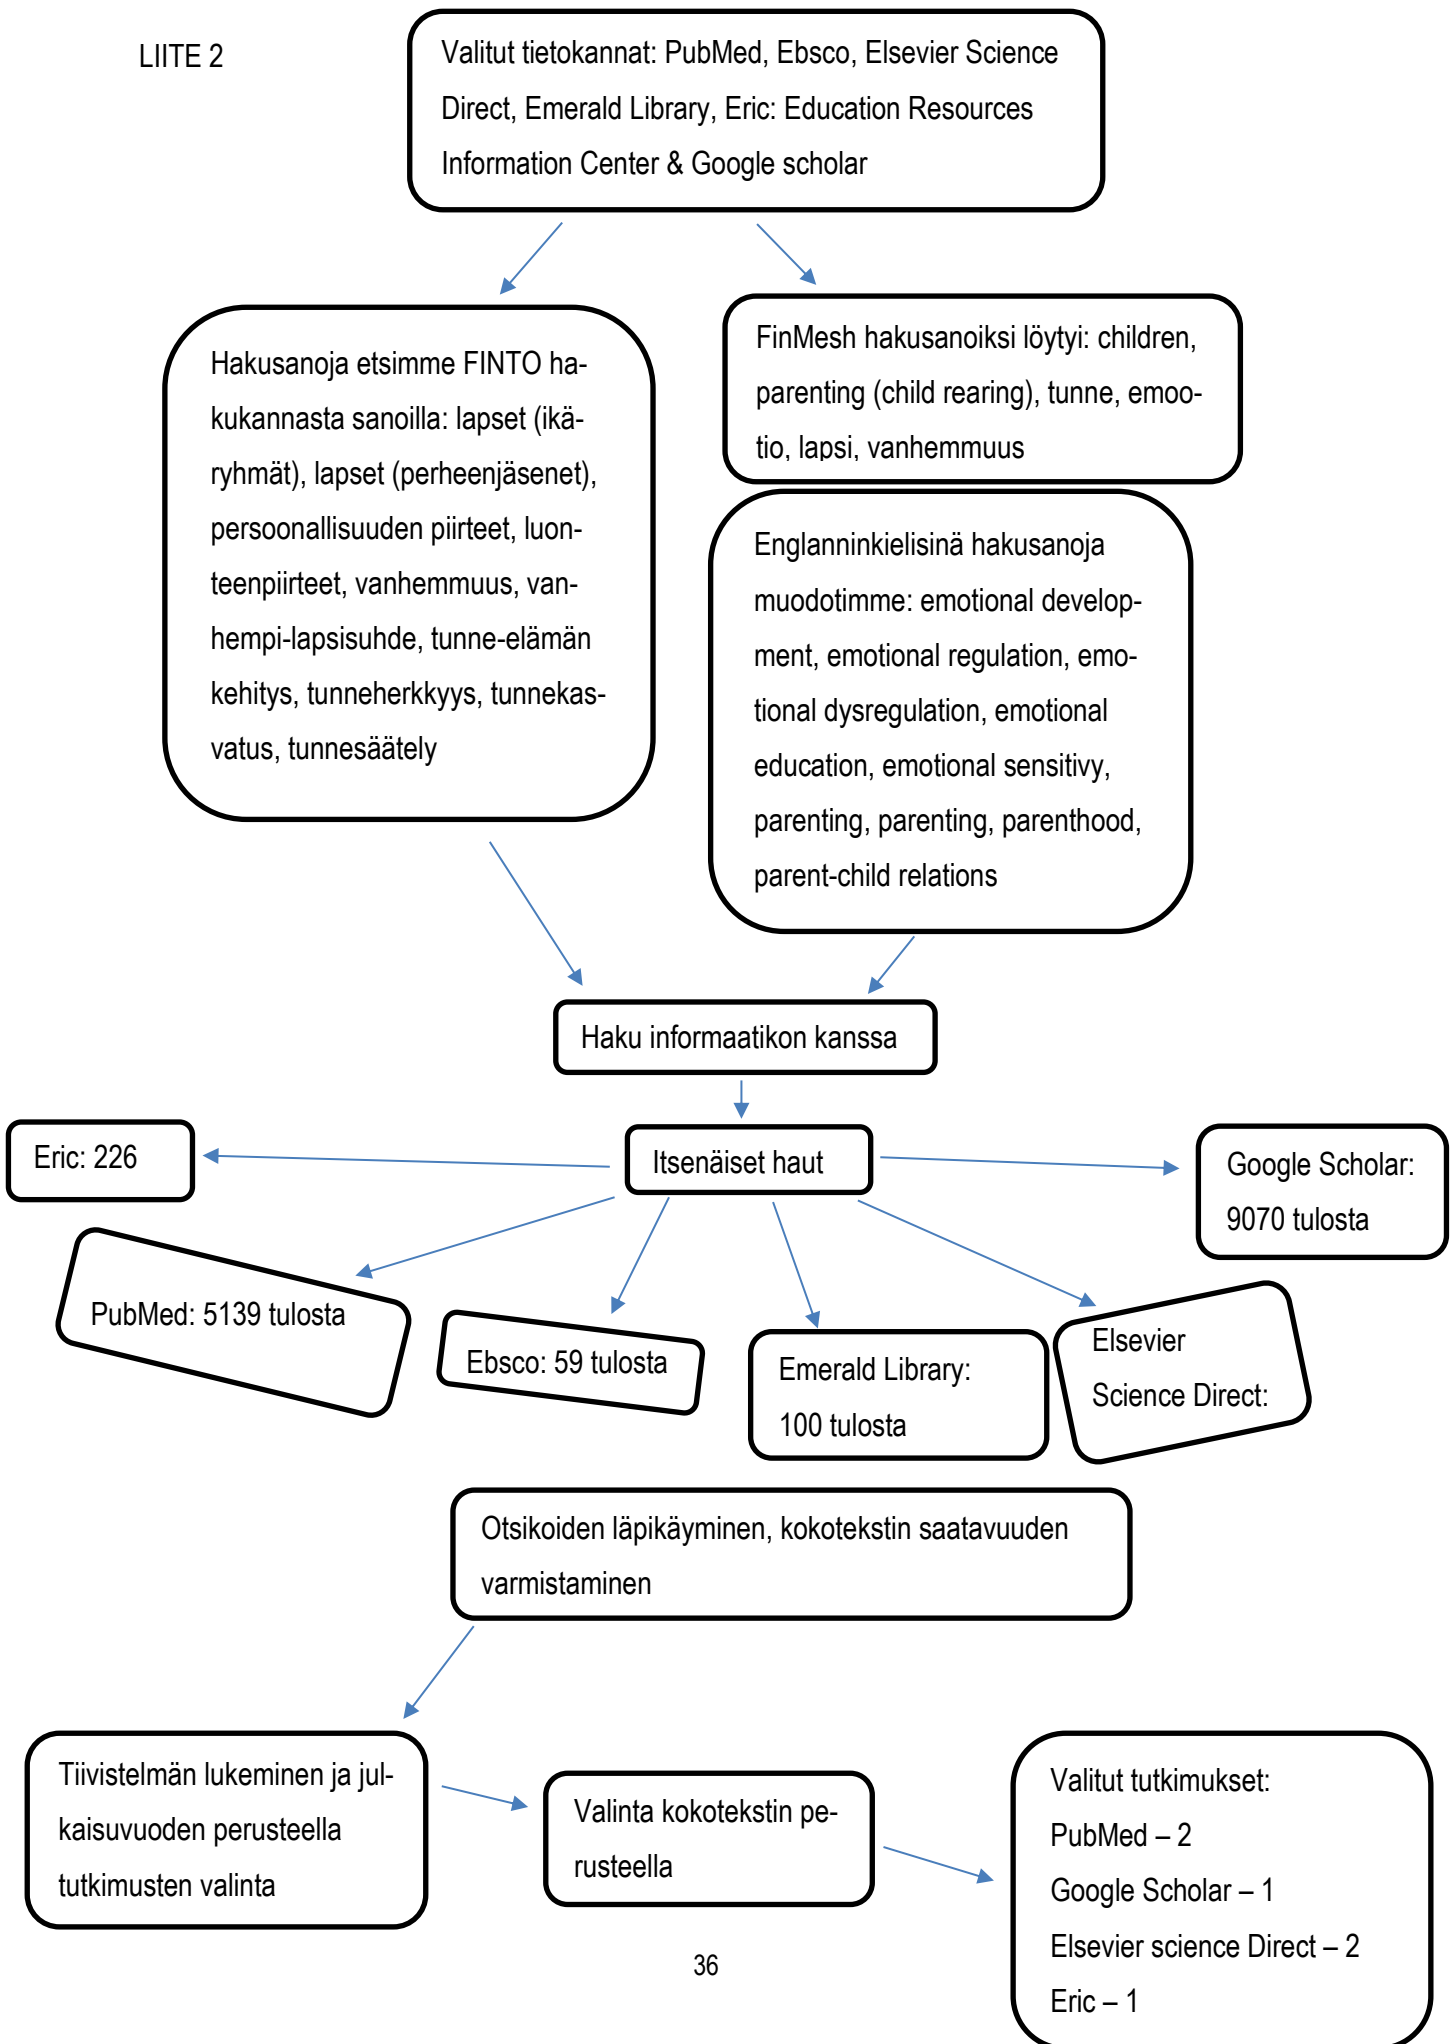 LIITE 2
Valitut tietokannat: PubMed, Ebsco, Elsevier Science
Direct, Emerald Library, Eric: Education Resources
Information Center & Google scholar
Hakusanoja etsimme FINTO ha-
kukannasta sanoilla: lapset (ikä-
ryhmät), lapset (perheenjäsenet),
persoonallisuuden piirteet, luon-
teenpiirteet, vanhemmuus, van-
hempi-lapsisuhde, tunne-elämän
kehitys, tunneherkkyys, tunnekas-
vatus, tunnesäätely
FinMesh hakusanoiksi löytyi: children,
parenting (child rearing), tunne, emoo-
tio, lapsi, vanhemmuus
Englanninkielisinä hakusanoja
muodotimme: emotional develop-
ment, emotional regulation, emo-
tional dysregulation, emotional
education, emotional sensitivy,
parenting, parenting, parenthood,
parent-child relations
Haku informaatikon kanssa
Itsenäiset haut
Eric: 226
Google Scholar:
9070 tulosta
PubMed: 5139 tulosta
Ebsco: 59 tulosta
Emerald Library:
100 tulosta
Elsevier
Science Direct:
Otsikoiden läpikäyminen, kokotekstin saatavuuden
varmistaminen
Tiivistelmän lukeminen ja jul-
kaisuvuoden perusteella
tutkimusten valinta
Valinta kokotekstin pe-
rusteella
Valitut tutkimukset:
PubMed – 2
Google Scholar – 1
Elsevier science Direct – 2
Eric – 1
36